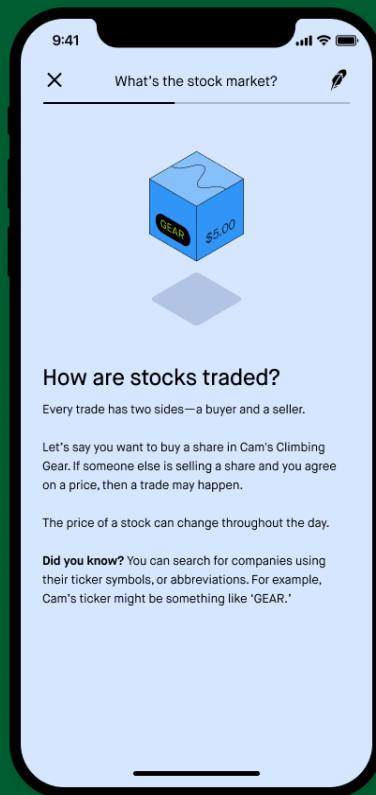 9:41
What's the stock market?
GEAR
$5.00
How are stocks traded?
Every trade has two sides—a buyer and a seller.
Let's say you want to buy a share in Cam's Climbing
Gear. If someone else is selling a share and you agree
on a price, then a trade may happen.
The price of a stock can change throughout the day.
Did you know? You can search for companies using
their ticker symbols, or abbreviations. For example,
Cam's ticker might be something like ‘GEAR.’